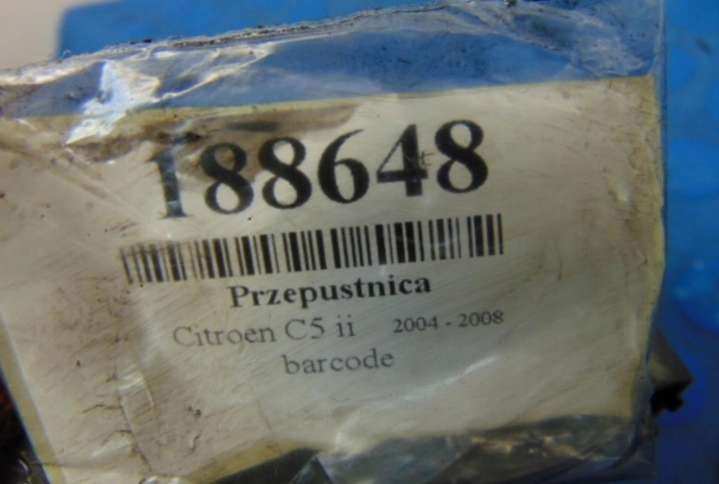 188648
Przepustnica
Citroen C5 ii 2004 - 2008
barcode